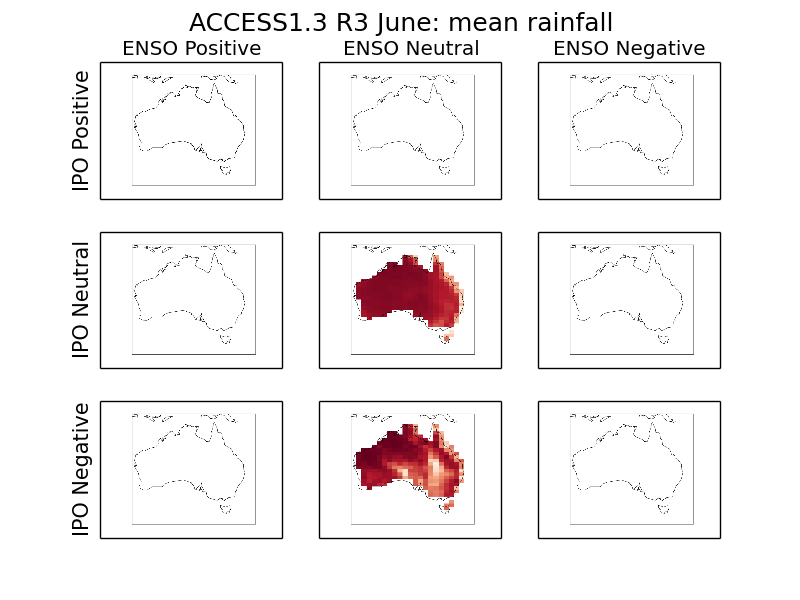 ACCESS1.3 R3 June: mean rainfall
ENSO Positive
ENSO Neutral
ENSO Negative
IPO Positive
IPO Neutral
IPO Negative